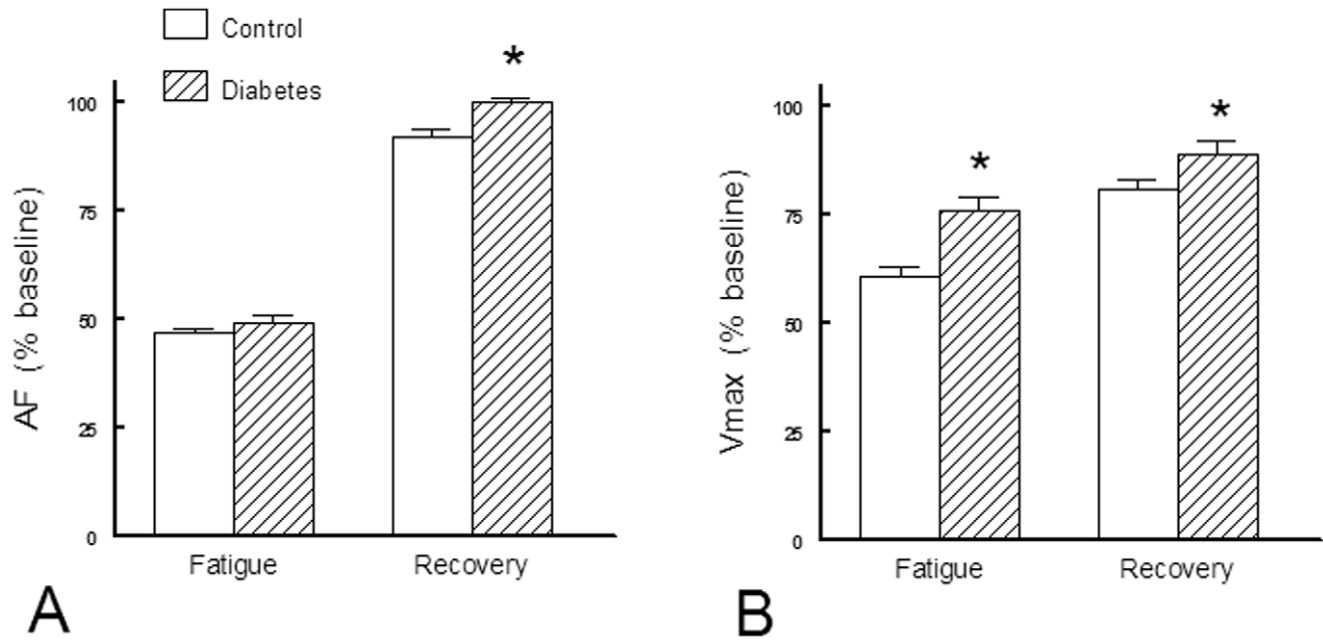 Control
Diabetes
AF (% baseline)
100
75
50
25
0
*
Fatigue
Recovery
A
Vmax (% baseline)
100
75
50
25
0
*
*
Fatigue
Recovery
B